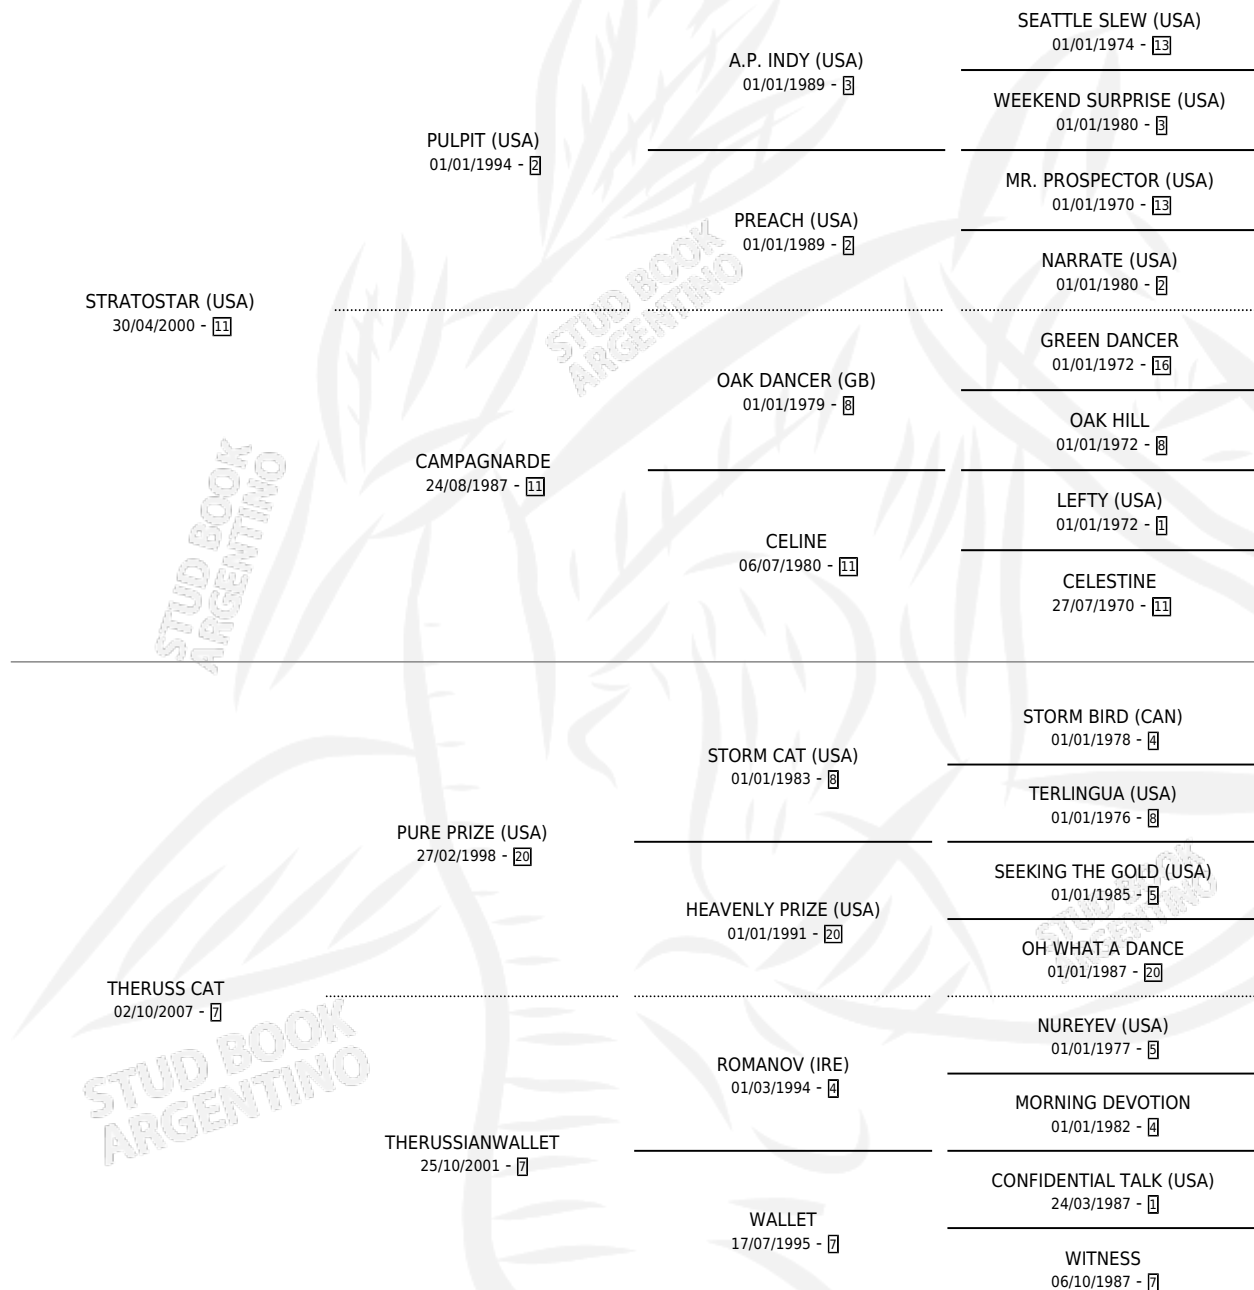 SEATTLE SLEW (USA)
01/01/1974 - 13
A.P. INDY (USA)
01/01/1989 - 3
WEEKEND SURPRISE (USA)
01/01/1980 - 3
PULPIT (USA)
01/01/1994 - 2
MR. PROSPECTOR (USA)
01/01/1970 - 13
PREACH (USA)
01/01/1989 - 2
NARRATE (USA)
01/01/1980 - 2
STRATOSTAR (USA)
30/04/2000 - 11
GREEN DANCER
01/01/1972 - 16
OAK DANCER (GB)
01/01/1979 - 8
OAK HILL
01/01/1972 - 8
CAMPAGNARDE
24/08/1987 - 11
LEFTY (USA)
01/01/1972 - 1
CELINE
06/07/1980 - 11
CELESTINE
27/07/1970 - 11
STUD BOOK
ARGENTINO
STUD BOOK
ARGENTINO
STORM BIRD (CAN)
01/01/1978 - 4
STORM CAT (USA)
01/01/1983 - 8
TERLINGUA (USA)
01/01/1976 - 8
PURE PRIZE (USA)
27/02/1998 - 20
SEEKING THE GOLD (USA)
01/01/1985 - 5
HEAVENLY PRIZE (USA)
01/01/1991 - 20
OH WHAT A DANCE
01/01/1987 - 20
STUD BOOK
ARGENTINO
THERUSS CAT
02/10/2007 - 7
NUREYEV (USA)
01/01/1977 - 5
ROMANOV (IRE)
01/03/1994 - 4
MORNING DEVOTION
01/01/1982 - 4
STUD BOOK
ARGENTINO
THERUSSIANWALLET
25/10/2001 - 7
CONFIDENTIAL TALK (USA)
24/03/1987 - 1
WALLET
17/07/1995 - 7
WITNESS
06/10/1987 - 7